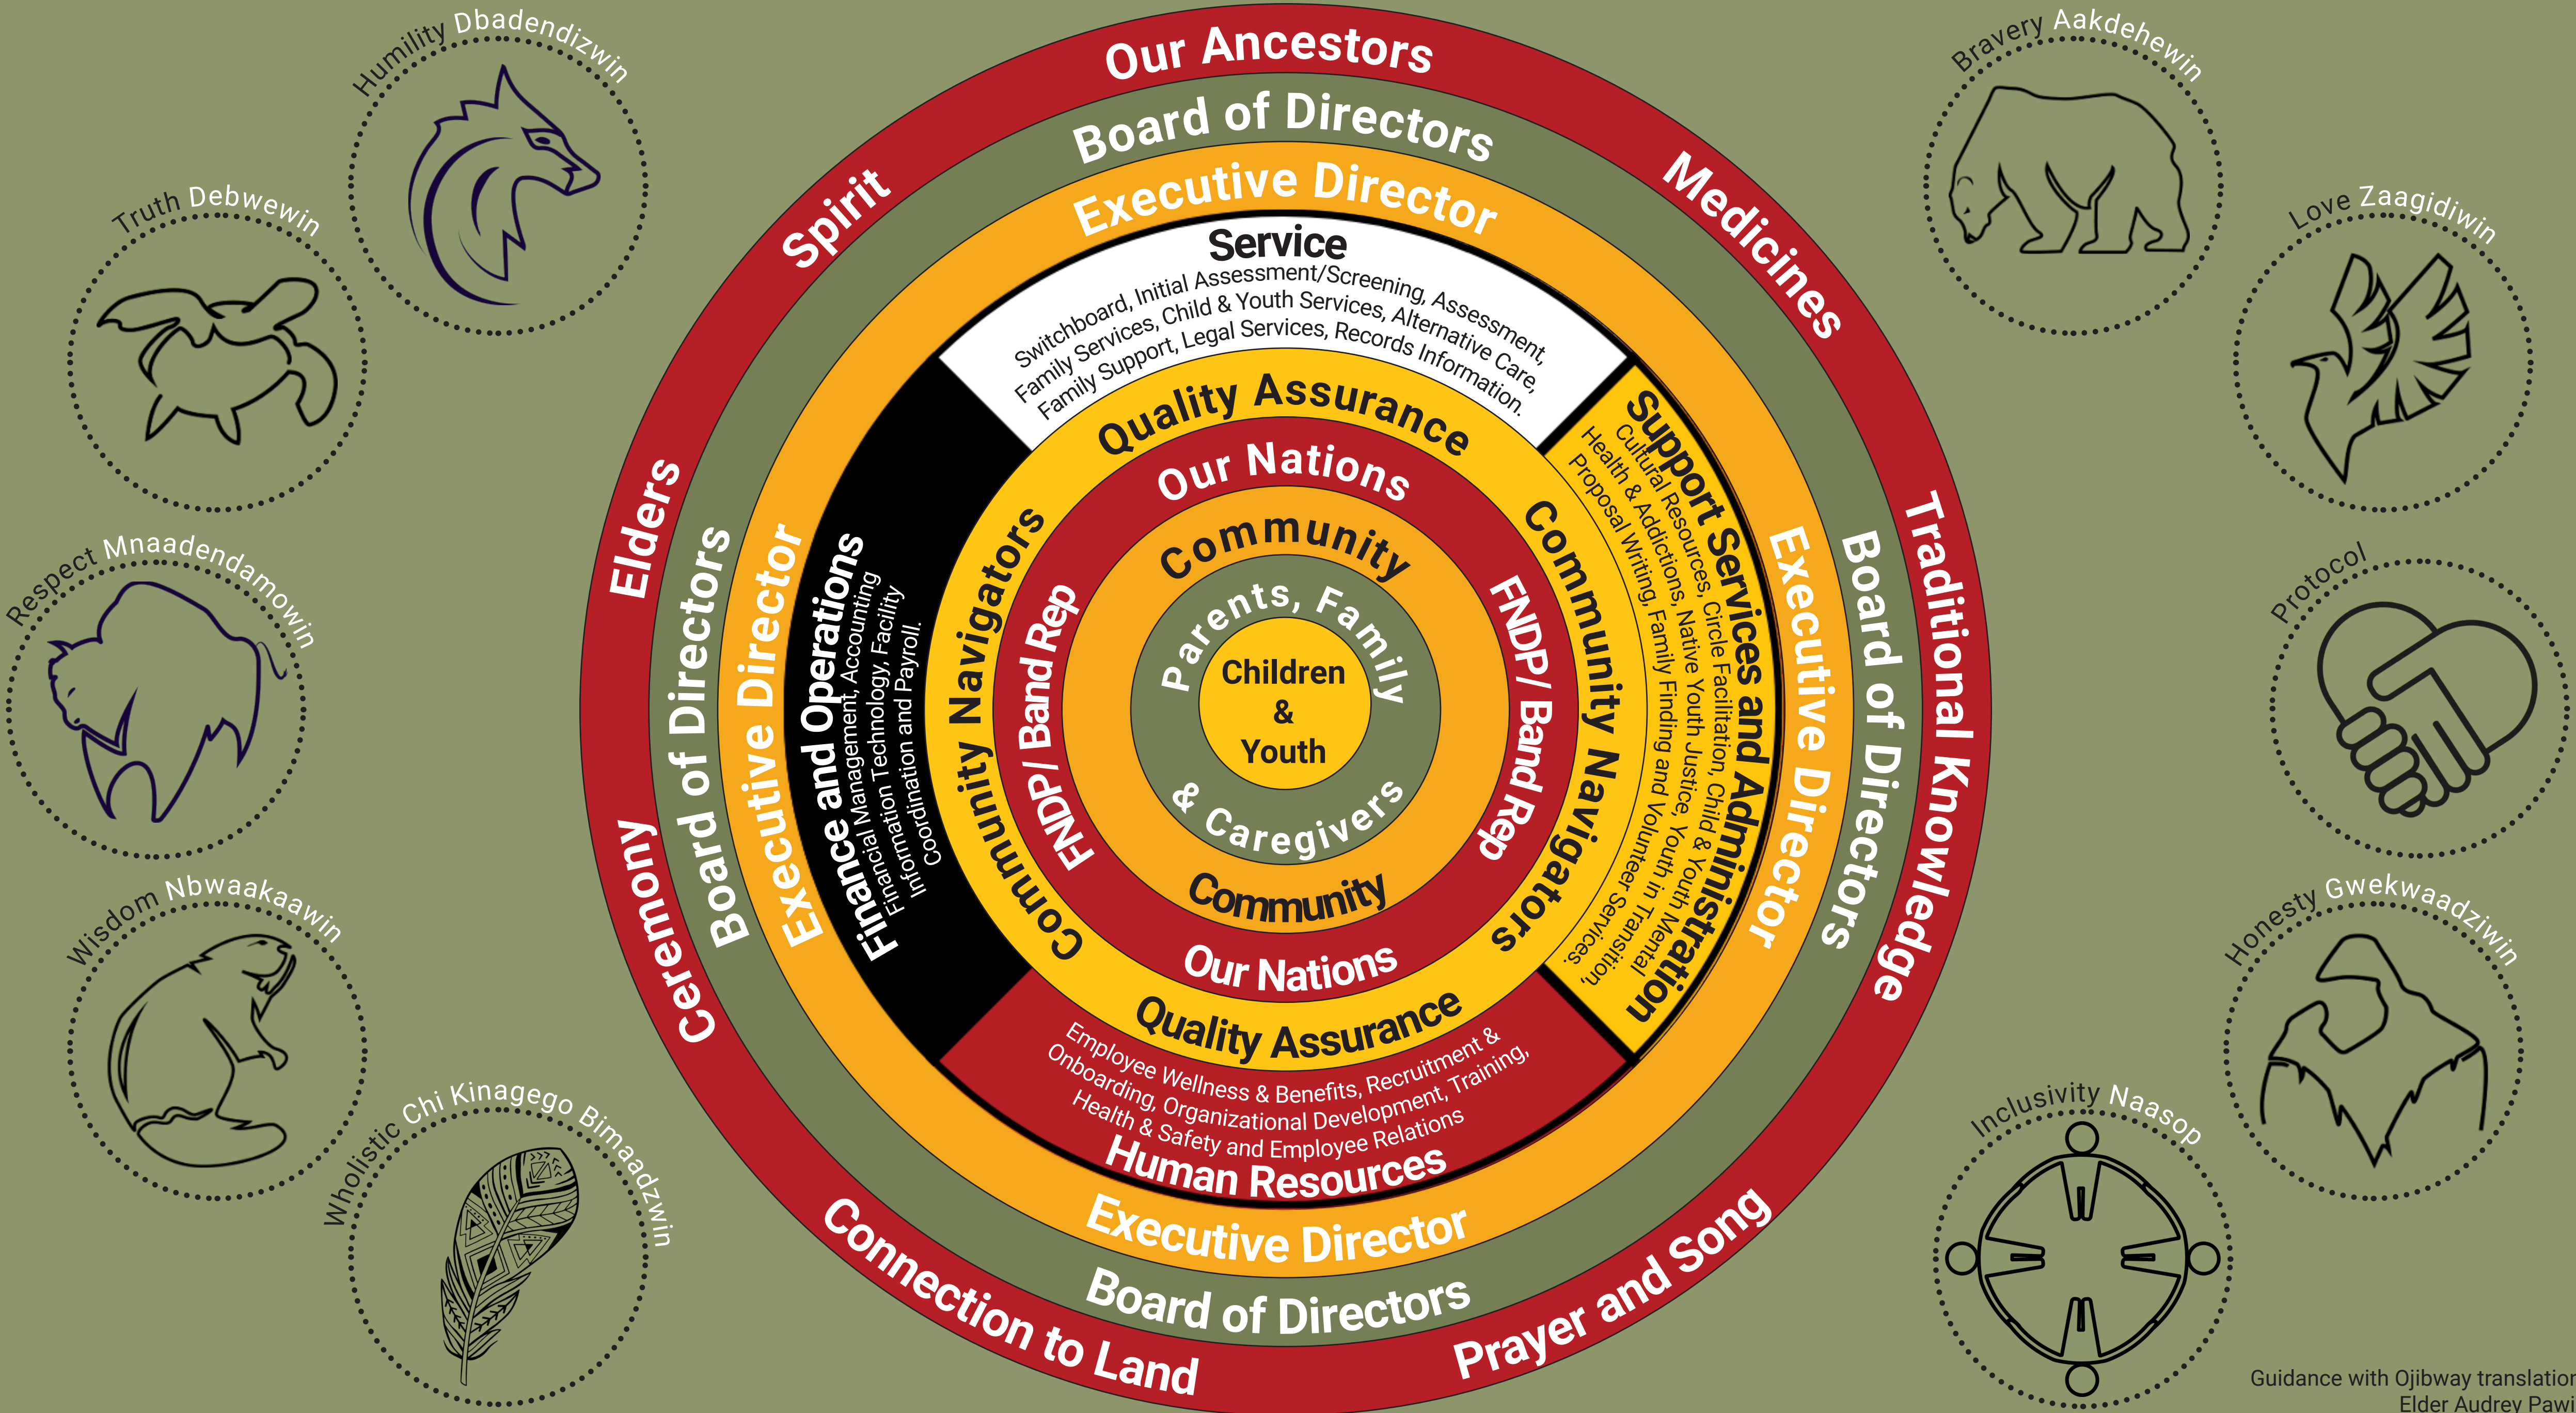 Humility Dbadendizwin
Truth Debwewin
Respect Mnaadendamowin
Wisdom Nbwaakaawin
Wholistic Chi Kinagego Bimaadzwin
Our Ancestors
Spirit
Medicines
Elders
Traditional Knowledge
Ceremony
Connection to Land
Prayer and Song
Board of Directors
Board of Directors
Board of Directors
Board of Directors
Executive Director
Executive Director
Executive Director
Executive Director
Service
Switchboard, Initial Assessment/Screening, Assessment,
Family Services, Child & Youth Services, Alternative Care,
Family Support, Legal Services, Records Information.
Support Services and Administration
Cultural Resources, Circle Facilitation, Child & Youth Mental
Health & Addictions, Native Youth Justice, Youth in Transition,
Proposal Writing, Family Finding and Volunteer Services.
Finance and Operations
Financial Management, Accounting
Information Technology, Facility
Coordination and Payroll.
Employee Wellness & Benefits, Recruitment &
Onboarding, Organizational Development, Training,
Health & Safety and Employee Relations
Human Resources
Quality Assurance
Community Navigators
Community Navigators
Quality Assurance
Our Nations
FNDP/ Band Rep
FNDP/ Band Rep
Our Nations
Community
Community
Parents, Family
& Caregivers
Children
&
Youth
Bravery Aakdehewin
Love Zaagidiwin
Protocol
Honesty Gwekwaadziwin
Inclusivity Naasop
Guidance with Ojibway translation
Elder Audrey Pawi